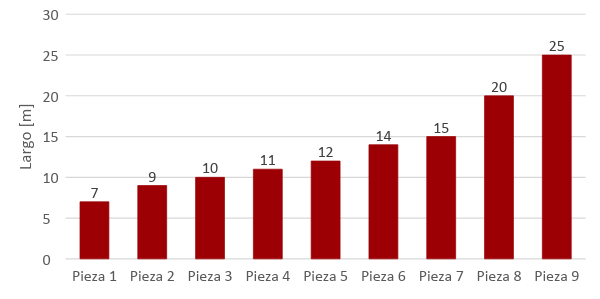 30
25
20
15
10
5
0
Largo [m]
7
9
10
11
12
14
15
20
25
Pieza 1
Pieza 2
Pieza 3
Pieza 4
Pieza 5
Pieza 6
Pieza 7
Pieza 8
Pieza 9